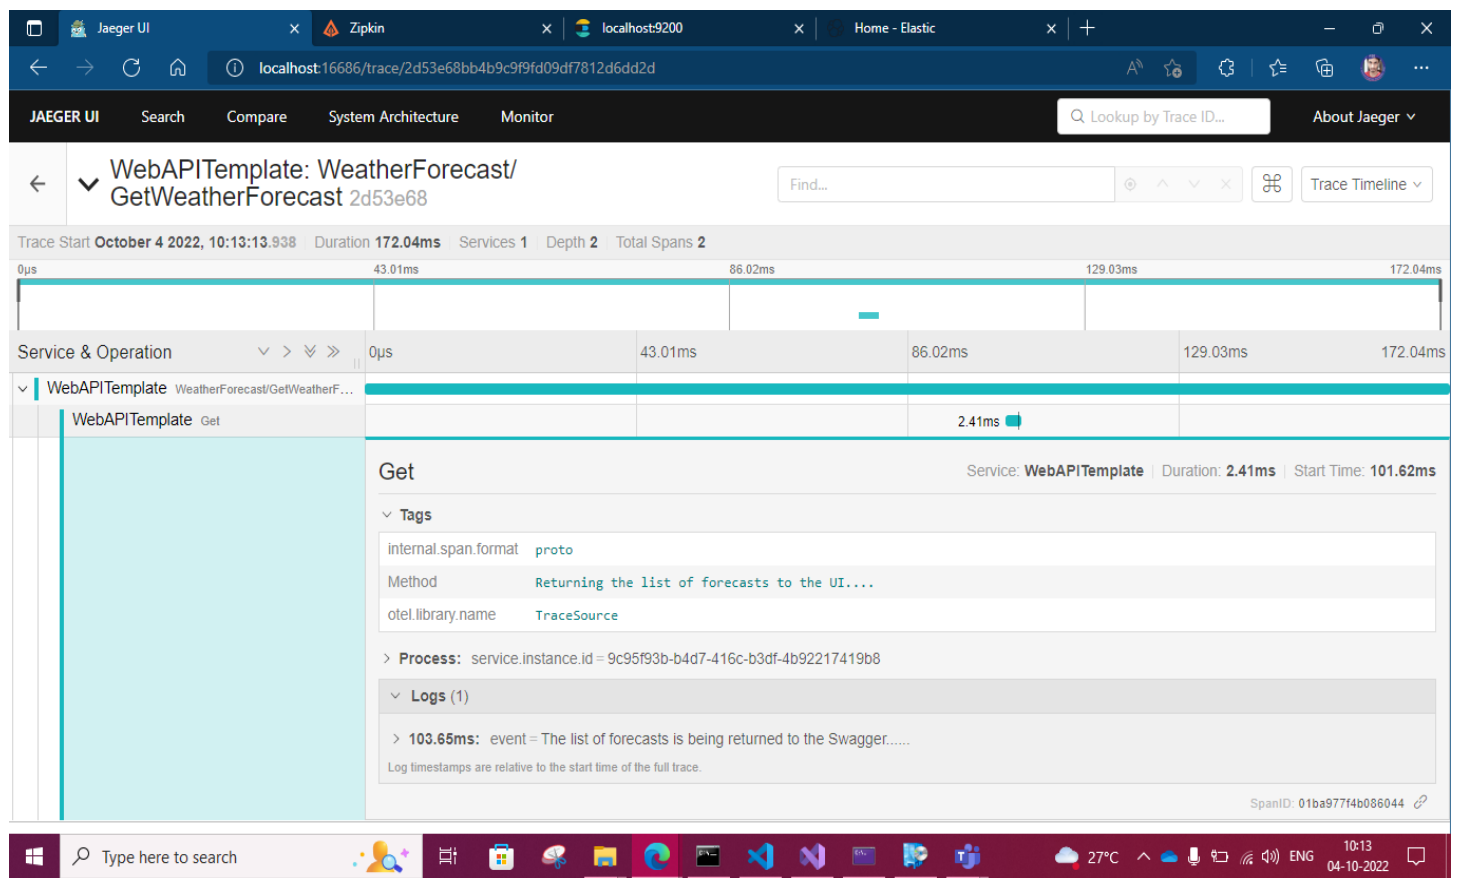 Jaeger UI
Zipkin
localhost:9200
Home - Elastic
localhost:16686/trace/2d53e68bb4b9c9f9fd09df7812d6dd2d
JAEGER UI Search Compare System Architecture Monitor Lookup by Trace ID... About Jaeger
WebAPITemplate: WeatherForecast/
GetWeatherForecast 2d53e68
Find... Trace Timeline
Trace Start October 4 2022, 10:13:13.938 Duration 172.04ms Services 1 Depth 2 Total Spans 2
0μs 43.01ms 86.02ms 129.03ms 172.04ms
Service & Operation 0μs 43.01ms 86.02ms 129.03ms 172.04ms
WebAPITemplate WeatherForecast/GetWeatherF...
WebAPITemplate Get 2.41ms
Get Service: WebAPITemplate Duration: 2.41ms Start Time: 101.62ms
Tags
internal.span.format proto
Method Returning the list of forecasts to the UI....
otel.library.name TraceSource
Process: service.instance.id = 9c95f93b-b4d7-416c-b3df-4b92217419b8
Logs (1)
103.65ms: event = The list of forecasts is being returned to the Swagger......
Log timestamps are relative to the start time of the full trace.
SpanID: 01ba977f4b086044
Type here to search 27°C ENG 10:13
04-10-2022